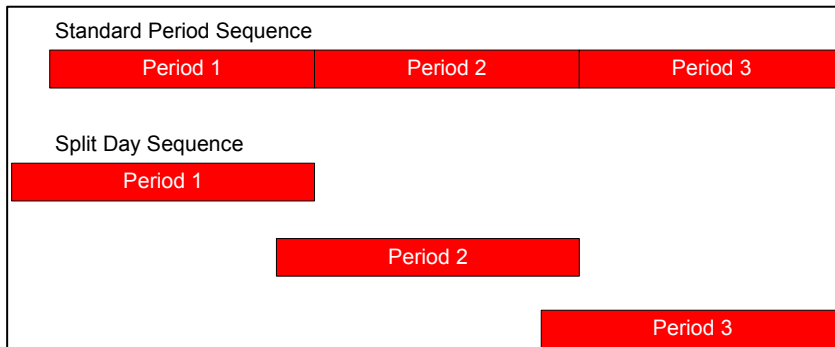 Standard Period Sequence
Period 1 Period 2 Period 3
Split Day Sequence
Period 1
Period 2
Period 3